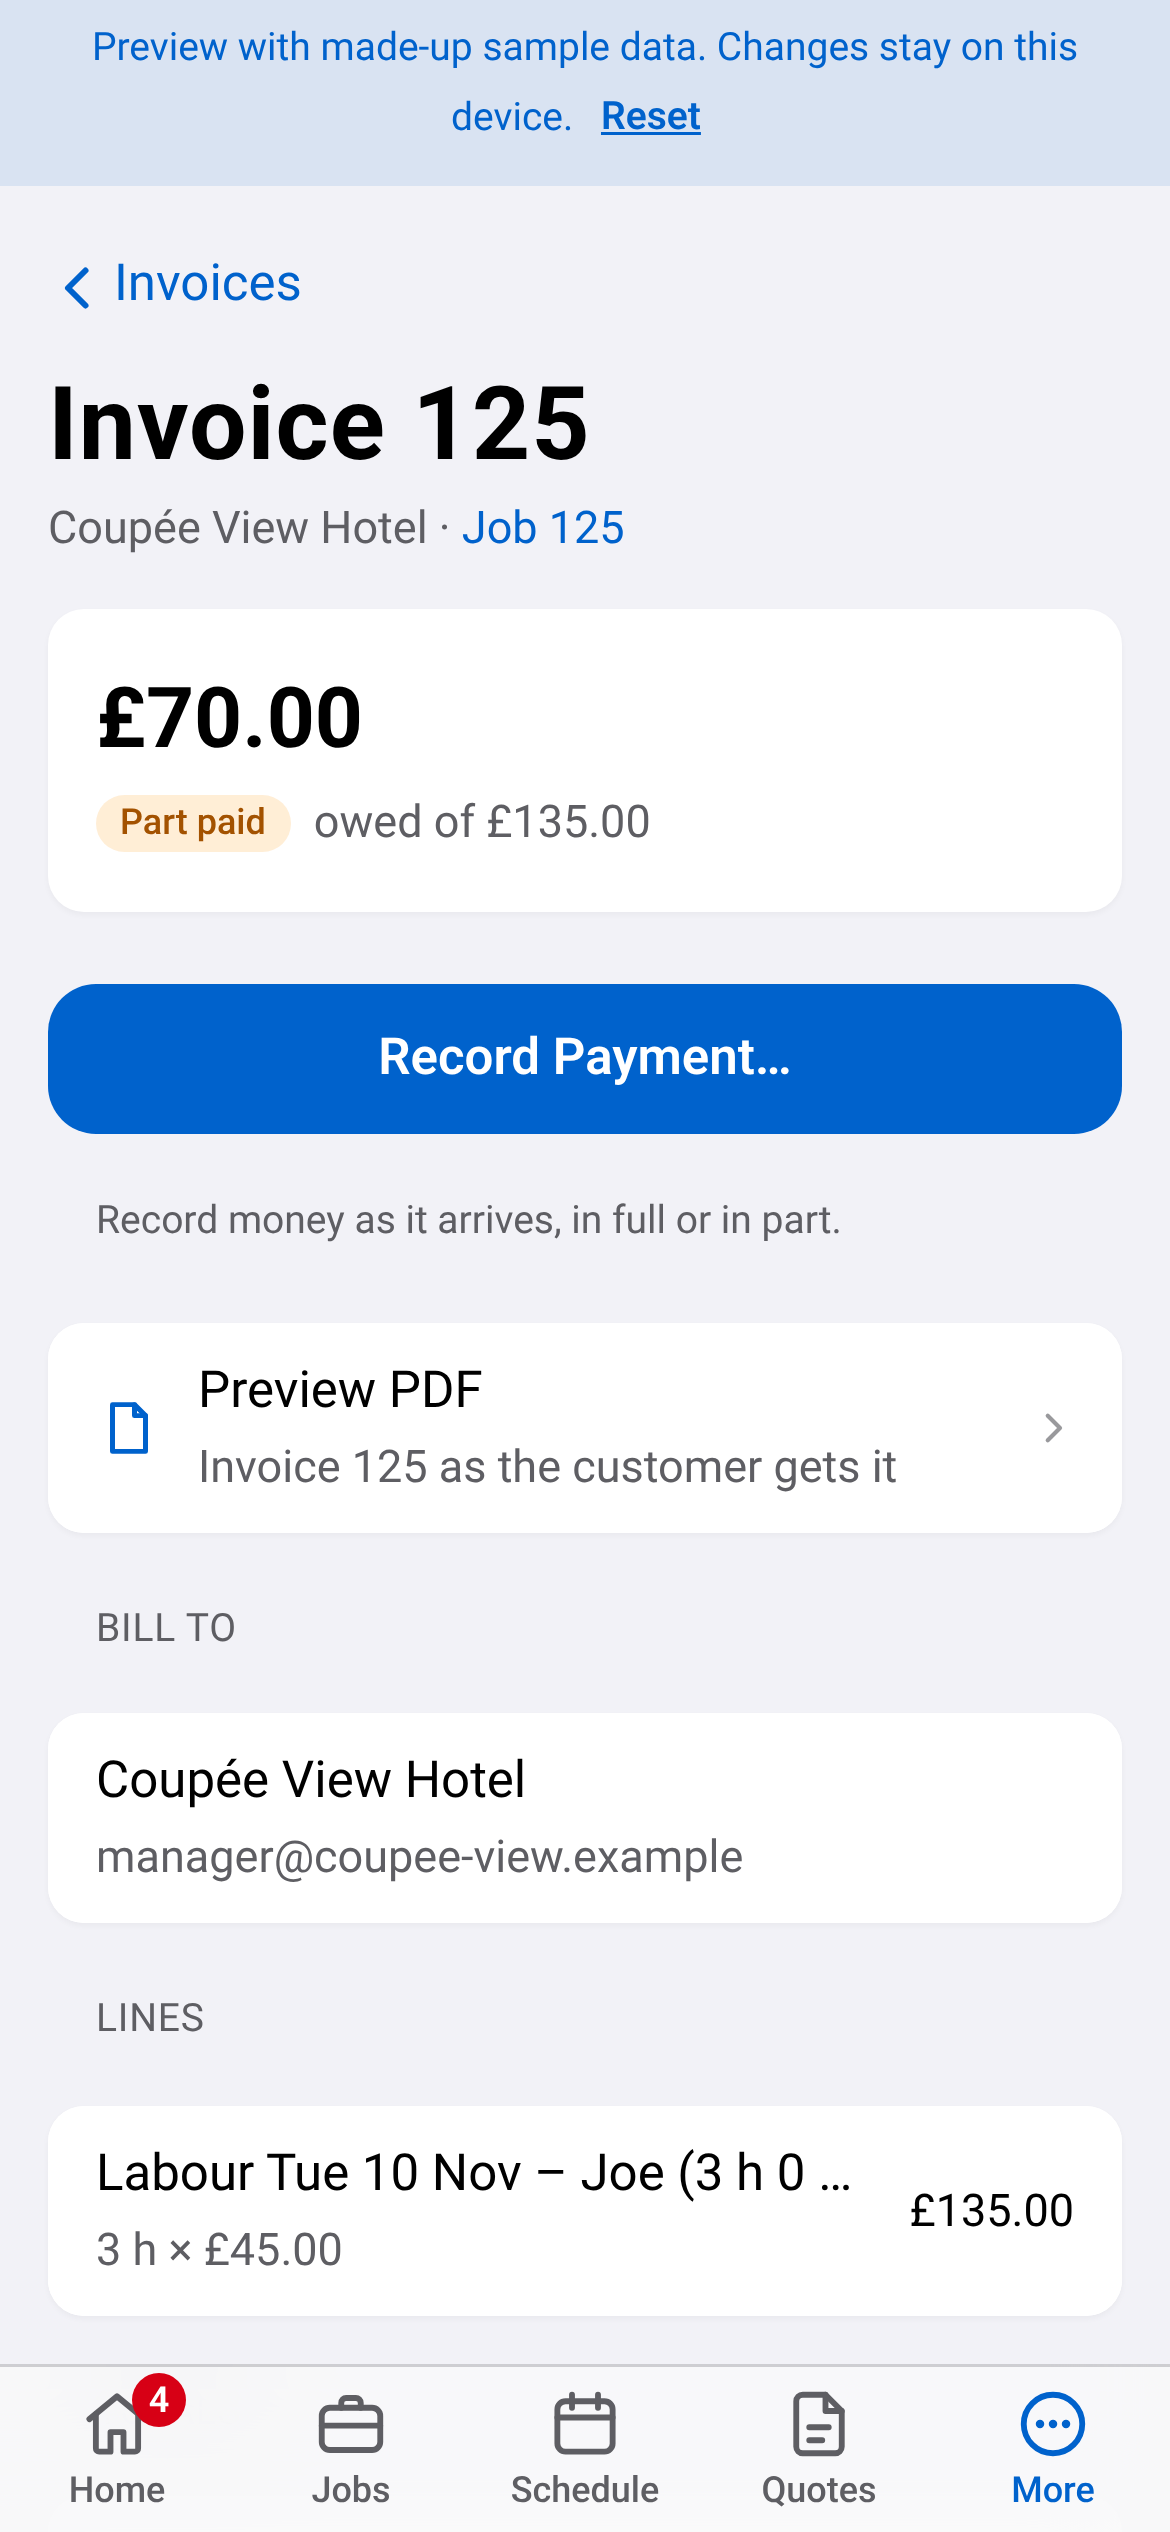 Preview with made-up sample data. Changes stay on this
device. Reset
Invoices
Invoice 125
Coupée View Hotel · Job 125
£70.00
Part paid owed of £135.00
Record Payment…
Record money as it arrives, in full or in part.
Preview PDF
Invoice 125 as the customer gets it
BILL TO
Coupée View Hotel
manager@coupee-view.example
LINES
Labour Tue 10 Nov – Joe (3 h 0 …
£135.00
3 h × £45.00
4
Home Jobs Schedule Quotes More